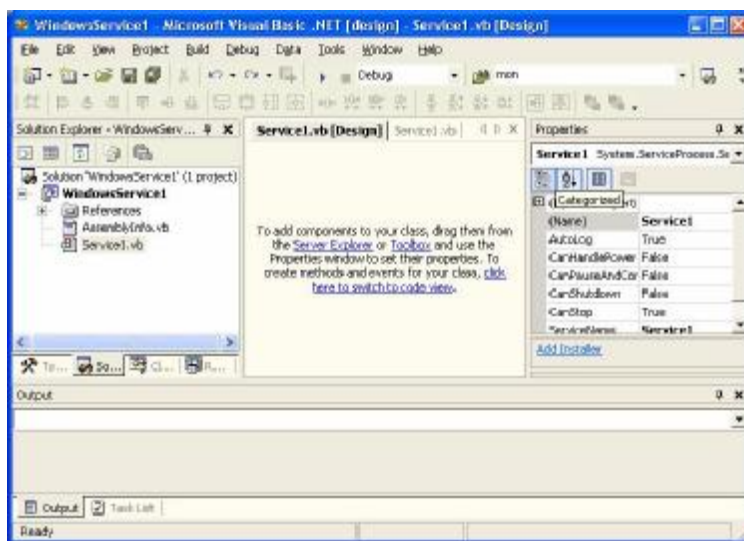 WindowsService1 - Microsoft Visual Basic .NET [design] - Service1.vb [Design]
File Edit View Project Build Debug Data Tools Window Help
Debug mon
Solution Explorer - WindowsServ...
Service1.vb [Design] Service1.vb
Properties
Service1 System.ServiceProcess.Se
Solution 'WindowsService1' (1 project)
WindowsService1
References
AssemblyInfo.vb
Service1.vb
To add components to your class, drag them from
the Server Explorer or Toolbox and use the
Properties window to set their properties. To
create methods and events for your class, click
here to switch to code view.
Categorized
(Name) Service1
AutoLog True
CanHandlePower False
CanPauseAndCor False
CanShutdown False
CanStop True
ServiceName Service1
Add Installer
To... So... Cl... R...
Output
Output Task List
Ready